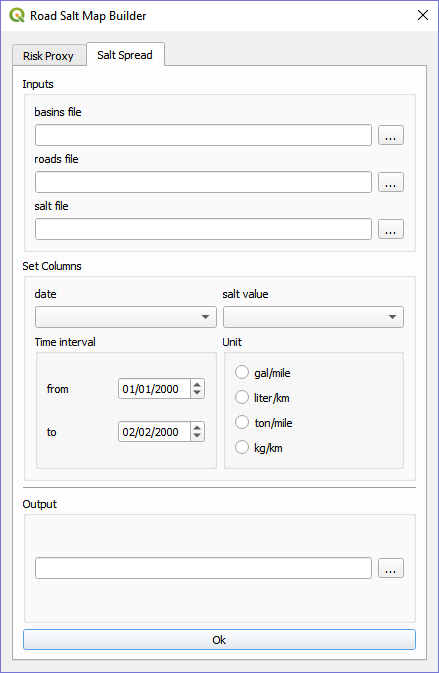 Road Salt Map Builder
Risk Proxy Salt Spread
Inputs
basins file
...
roads file
...
salt file
...
Set Columns
date salt value
Time interval Unit
from 01/01/2000
to 02/02/2000
gal/mile
liter/km
ton/mile
kg/km
Output
...
Ok